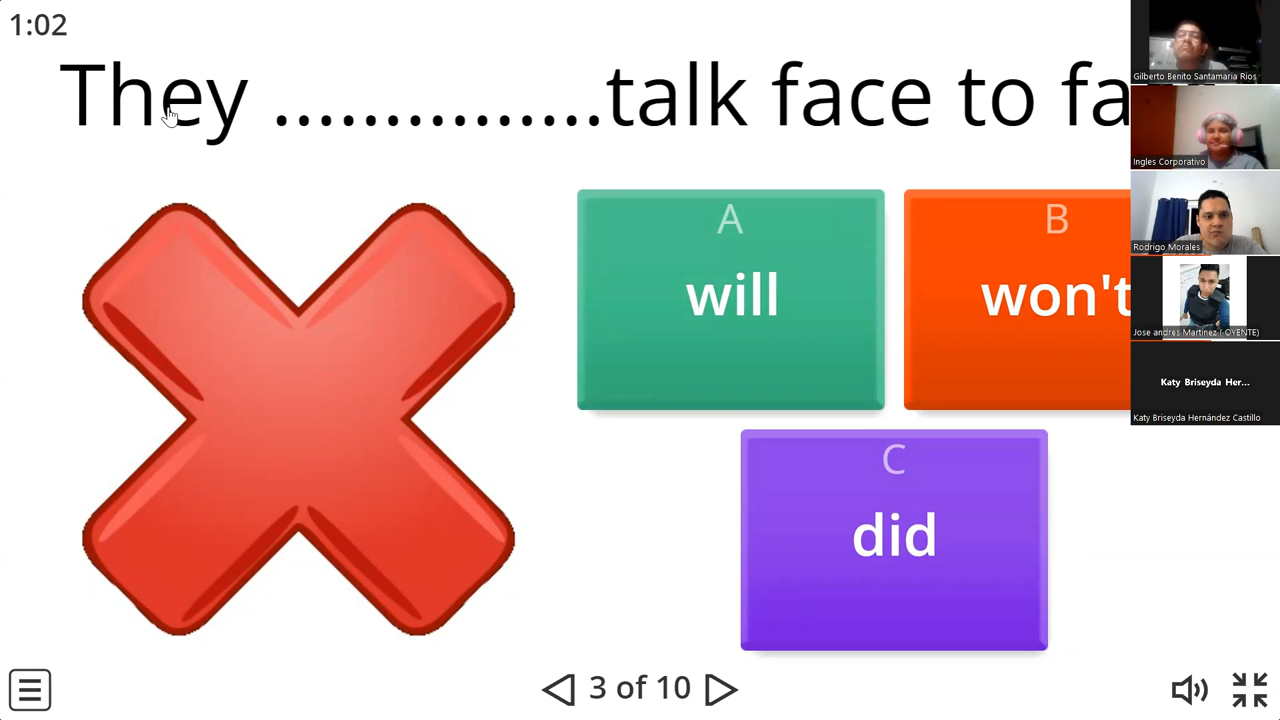 1:02
They ...............talk face to fa
A
will
B
won't
C
did
3 of 10
Gilberto Benito Santamaria Rios
Ingles Corporativo
Rodrigo Morales
Jose andres Martinez ( OYENTE)
Katy Briseyda Her...
Katy Briseyda Hernández Castillo